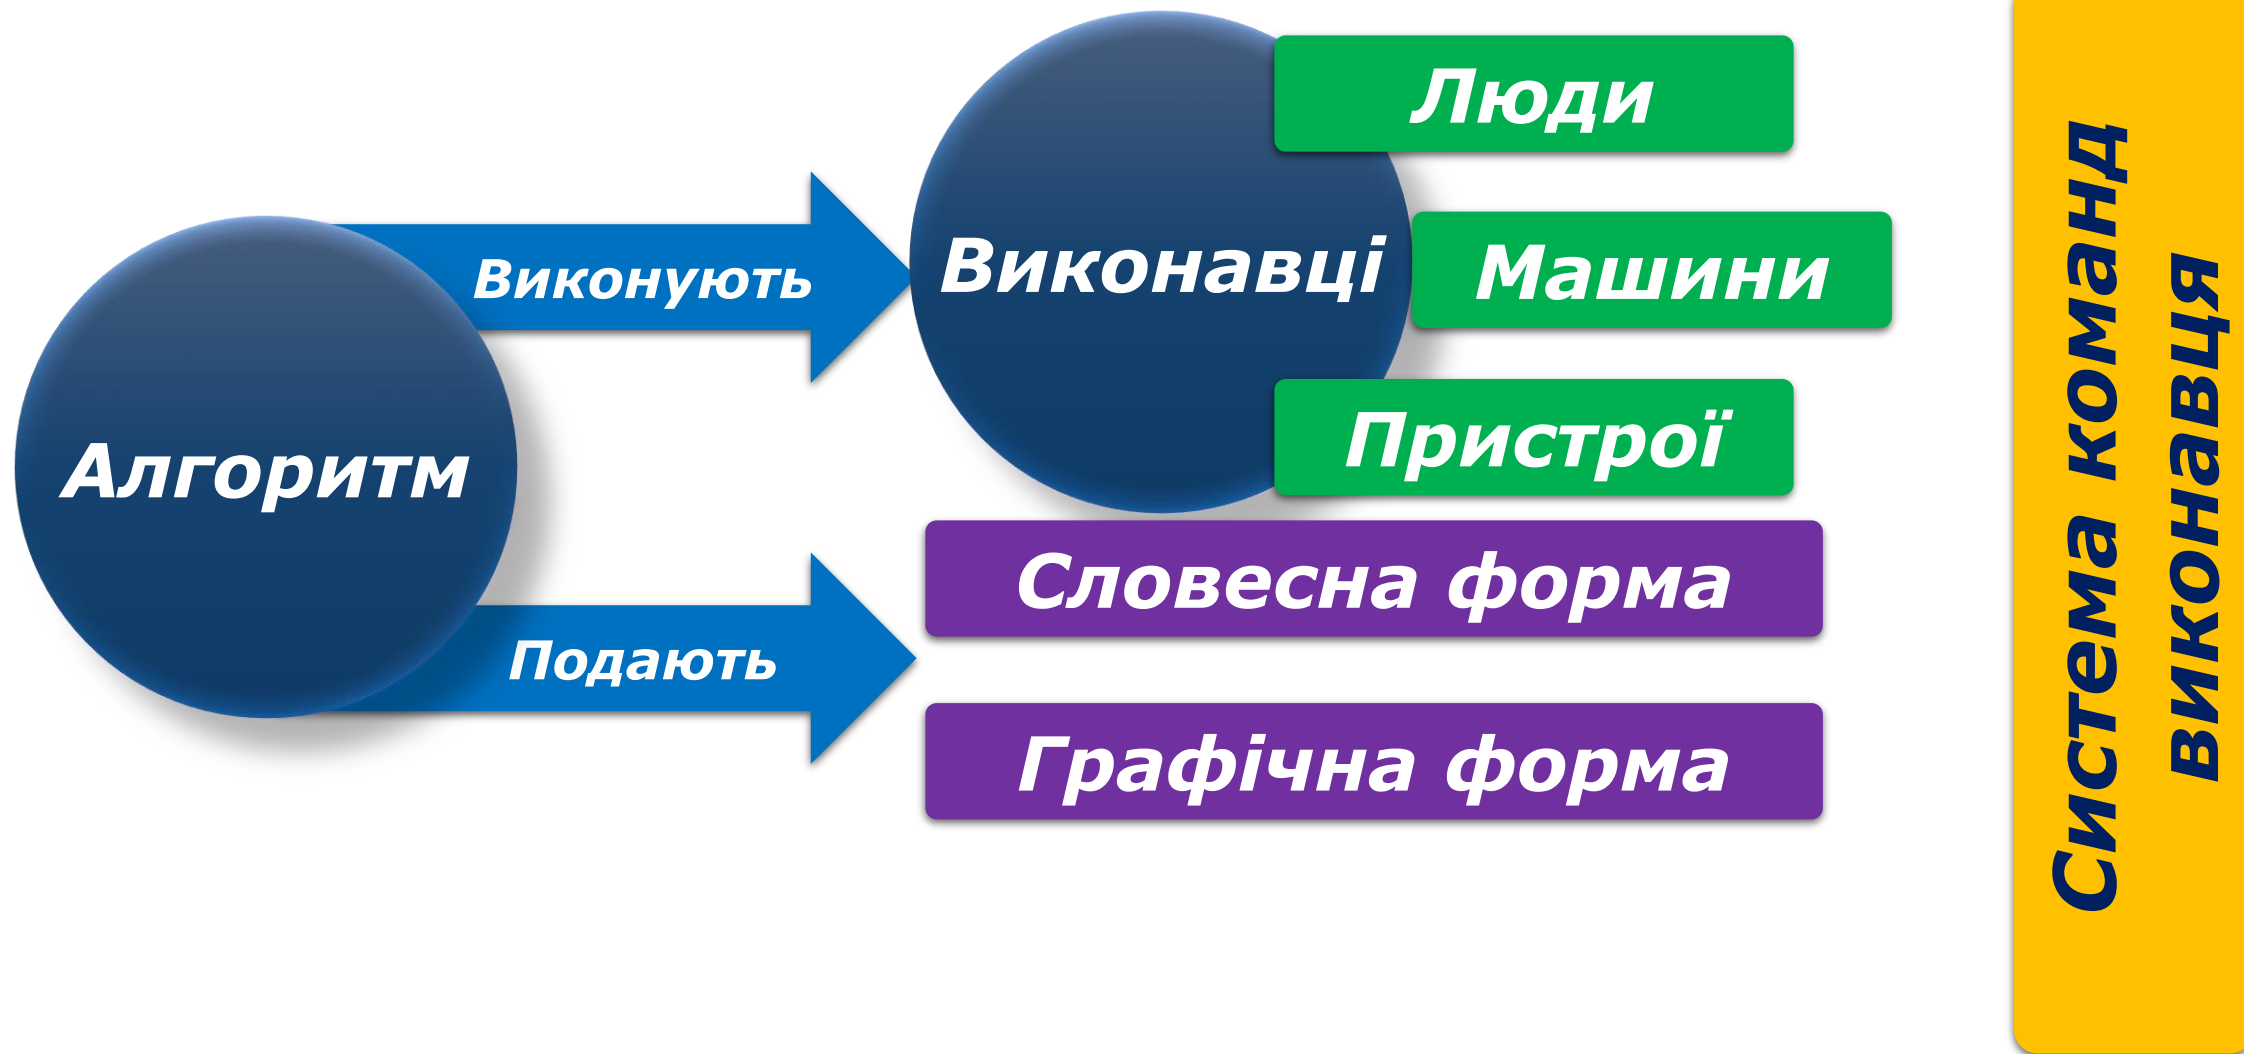 Алгоритм
Виконують
Виконавці
Люди
Машини
Пристрої
Подають
Словесна форма
Графічна форма
Система команд
виконавця